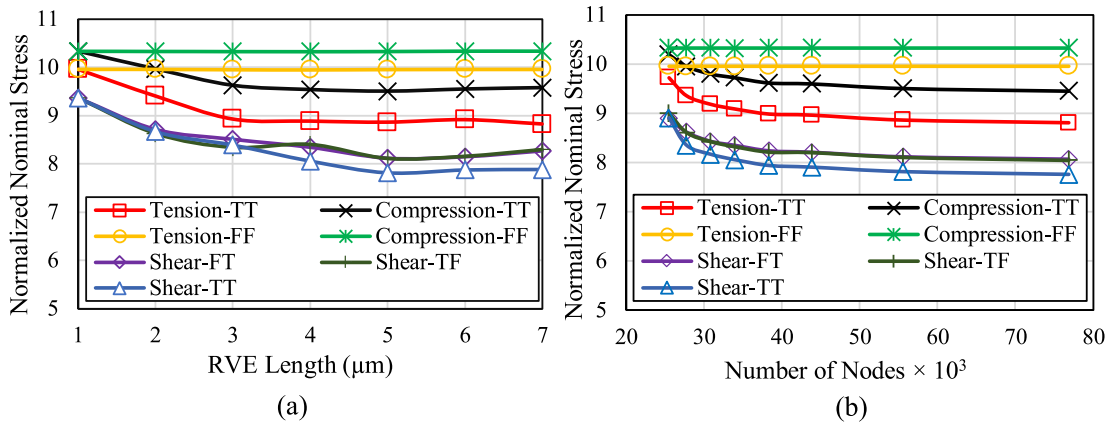 Normalized Nominal Stress
11
10
9
8
7
6
5
Tension-TT
Compression-TT
Tension-FF
Compression-FF
Shear-FT
Shear-TF
Shear-TT
1 2 3 4 5 6 7
RVE Length (μm)
(a)
Normalized Nominal Stress
11
10
9
8
7
6
5
Tension-TT
Compression-TT
Tension-FF
Compression-FF
Shear-FT
Shear-TF
Shear-TT
20 30 40 50 60 70 80
Number of Nodes × 10³
(b)